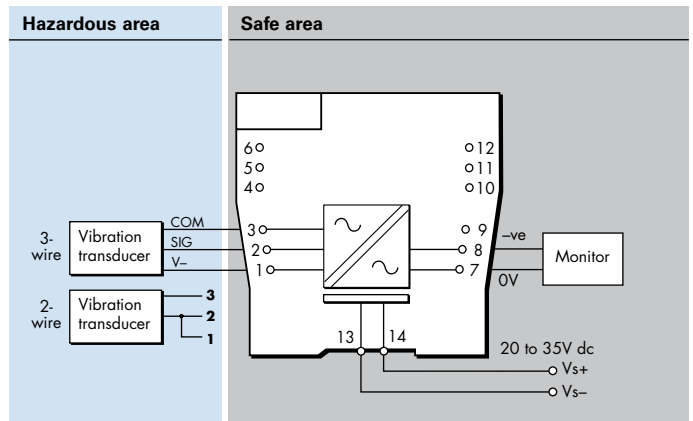 Hazardous area
Safe area
6
5
4
12
11
10
3-
wire
Vibration
transducer
COM
SIG
V–
3
2
1
9
8
7
–ve
0V
Monitor
2-
wire
Vibration
transducer
3
2
1
13
14
20 to 35V dc
Vs+
Vs–